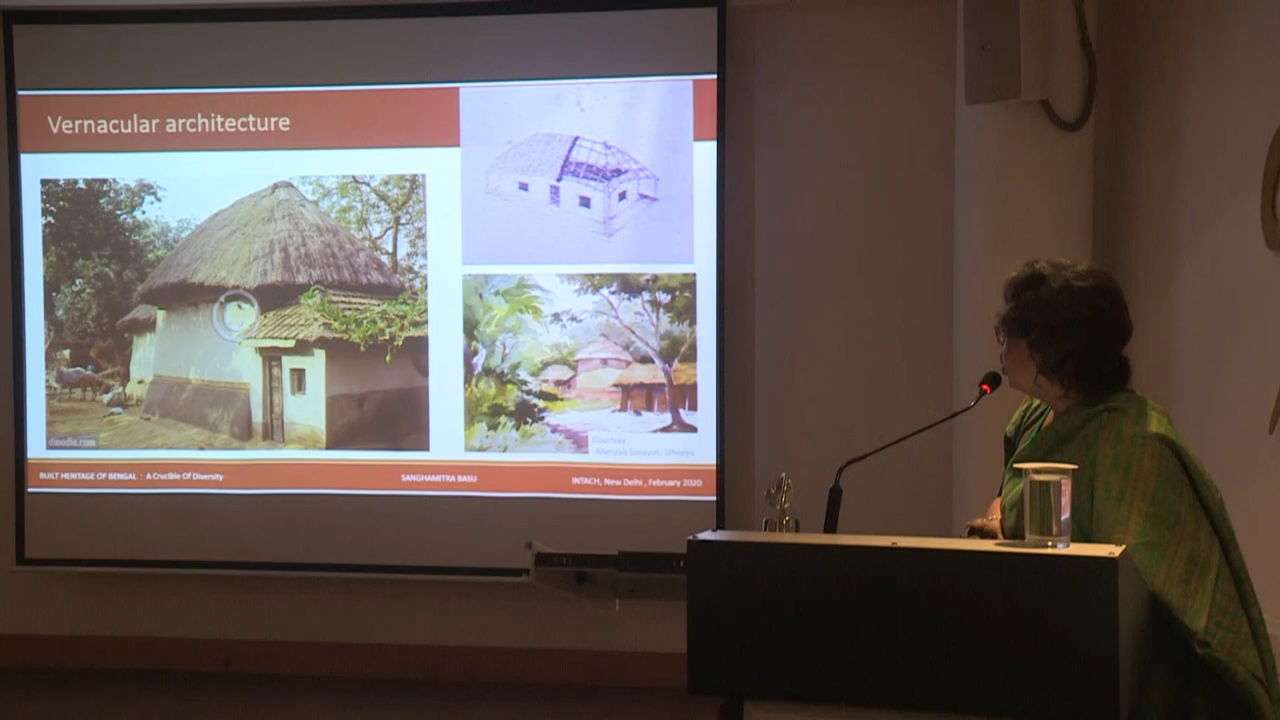 Vernacular architecture
dinodia.com
Courtesy
BUILT HERITAGE OF BENGAL : A Crucible Of Diversity
SANGHAMITRA BASU
INTACH, New Delhi , February 2020